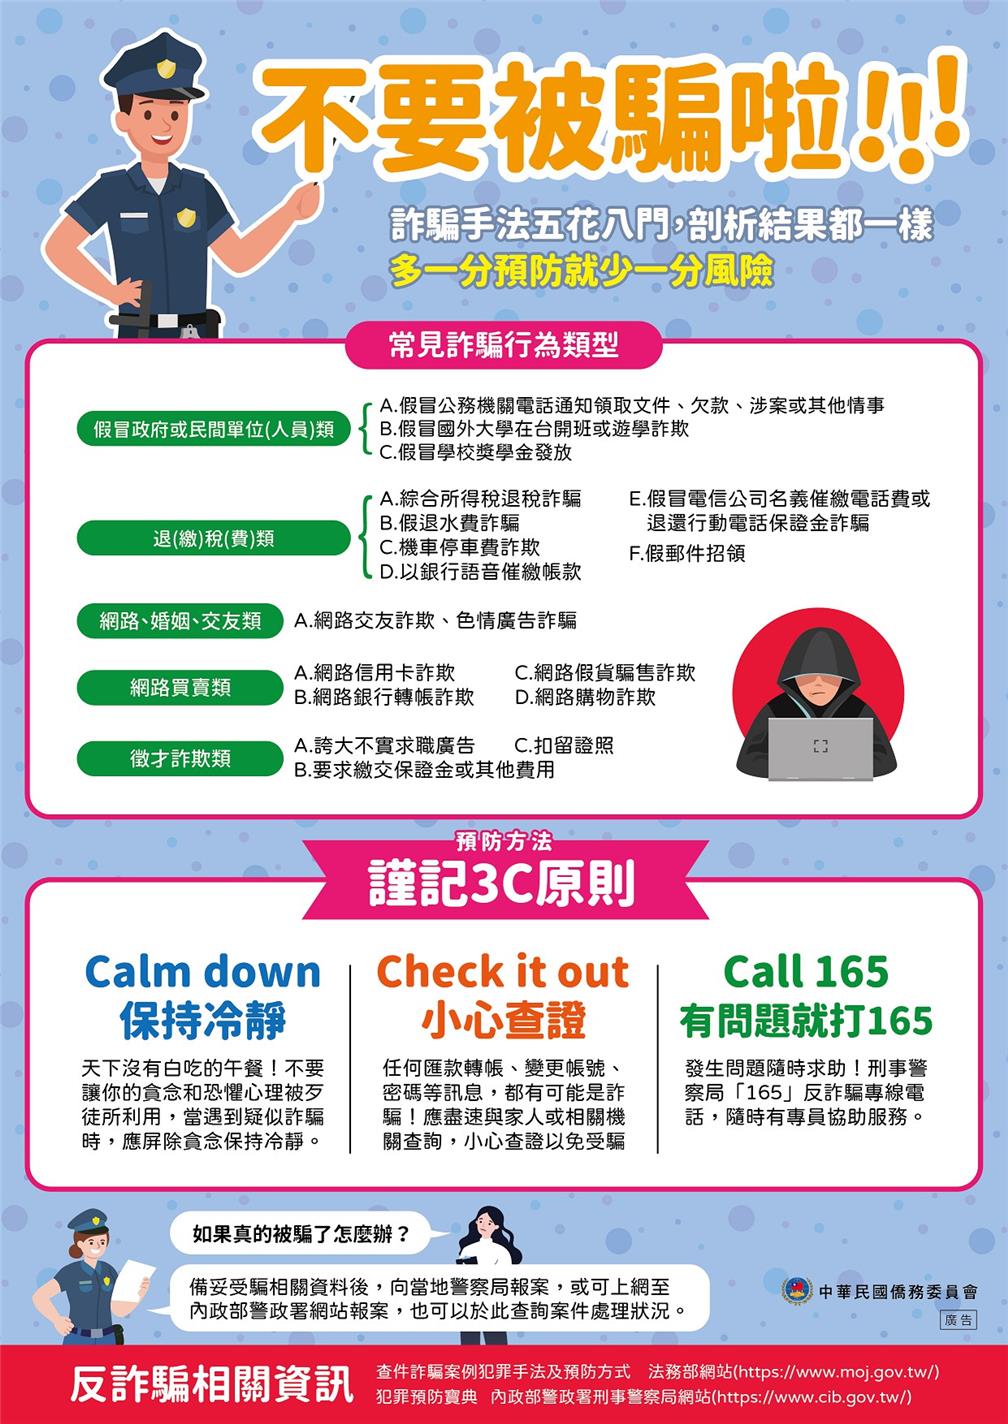 不要被騙啦!!!
詐騙手法五花八門，剖析結果都一樣
多一分預防就少一分風險
常見詐騙行為類型
假冒政府或民間單位(人員)類
A.假冒公務機關電話通知領取文件、欠款、涉案或其他情事
B.假冒國外大學在台開班或遊學詐欺
C.假冒學校獎學金發放
退(繳)稅(費)類
A.綜合所得稅退稅詐騙
B.假退水費詐騙
C.機車停車費詐欺
D.以銀行語音催繳帳款
E.假冒電信公司名義催繳電話費或
退還行動電話保證金詐騙
F.假郵件招領
網路、婚姻、交友類
A.網路交友詐欺、色情廣告詐騙
網路買賣類
A.網路信用卡詐欺
B.網路銀行轉帳詐欺
C.網路假貨騙售詐欺
D.網路購物詐欺
徵才詐欺類
A.誇大不實求職廣告
B.要求繳交保證金或其他費用
C.扣留證照
預防方法
謹記3C原則
Calm down
保持冷靜
天下沒有白吃的午餐！不要
讓你的貪念和恐懼心理被歹
徒所利用，當遇到疑似詐騙
時，應屏除貪念保持冷靜。
Check it out
小心查證
任何匯款轉帳、變更帳號、
密碼等訊息，都有可能是詐
騙！應盡速與家人或相關機
關查詢，小心查證以免受騙
Call 165
有問題就打165
發生問題隨時求助！刑事警
察局「165」反詐騙專線電
話，隨時有專員協助服務。
如果真的被騙了怎麼辦？
備妥受騙相關資料後，向當地警察局報案，或可上網至
內政部警政署網站報案，也可以於此查詢案件處理狀況。
中華民國僑務委員會
廣告
反詐騙相關資訊
查件詐騙案例犯罪手法及預防方式 法務部網站(https://www.moj.gov.tw/)
犯罪預防寶典 內政部警政署刑事警察局網站(https://www.cib.gov.tw/)